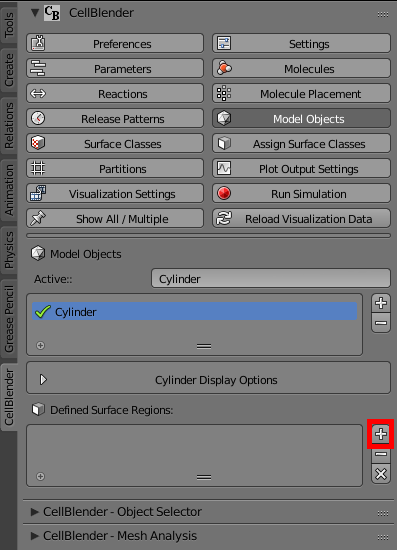 CellBlender
Preferences
Settings
Parameters
Molecules
Reactions
Molecule Placement
Release Patterns
Model Objects
Surface Classes
Assign Surface Classes
Partitions
Plot Output Settings
Visualization Settings
Run Simulation
Show All / Multiple
Reload Visualization Data
Model Objects
Active:: Cylinder
Cylinder
Cylinder Display Options
Defined Surface Regions:
CellBlender - Object Selector
CellBlender - Mesh Analysis
Tools
Create
Relations
Animation
Physics
Grease Pencil
CellBlender